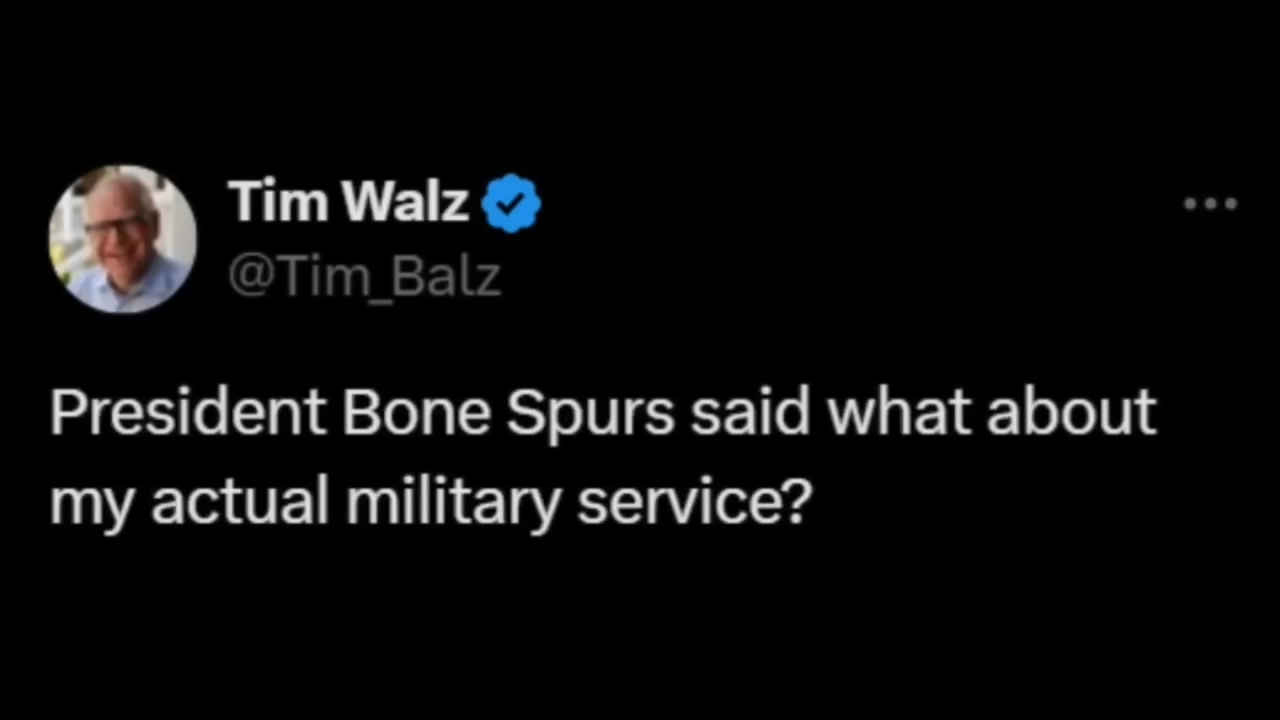 Tim Walz
@Tim_Balz
President Bone Spurs said what about
my actual military service?